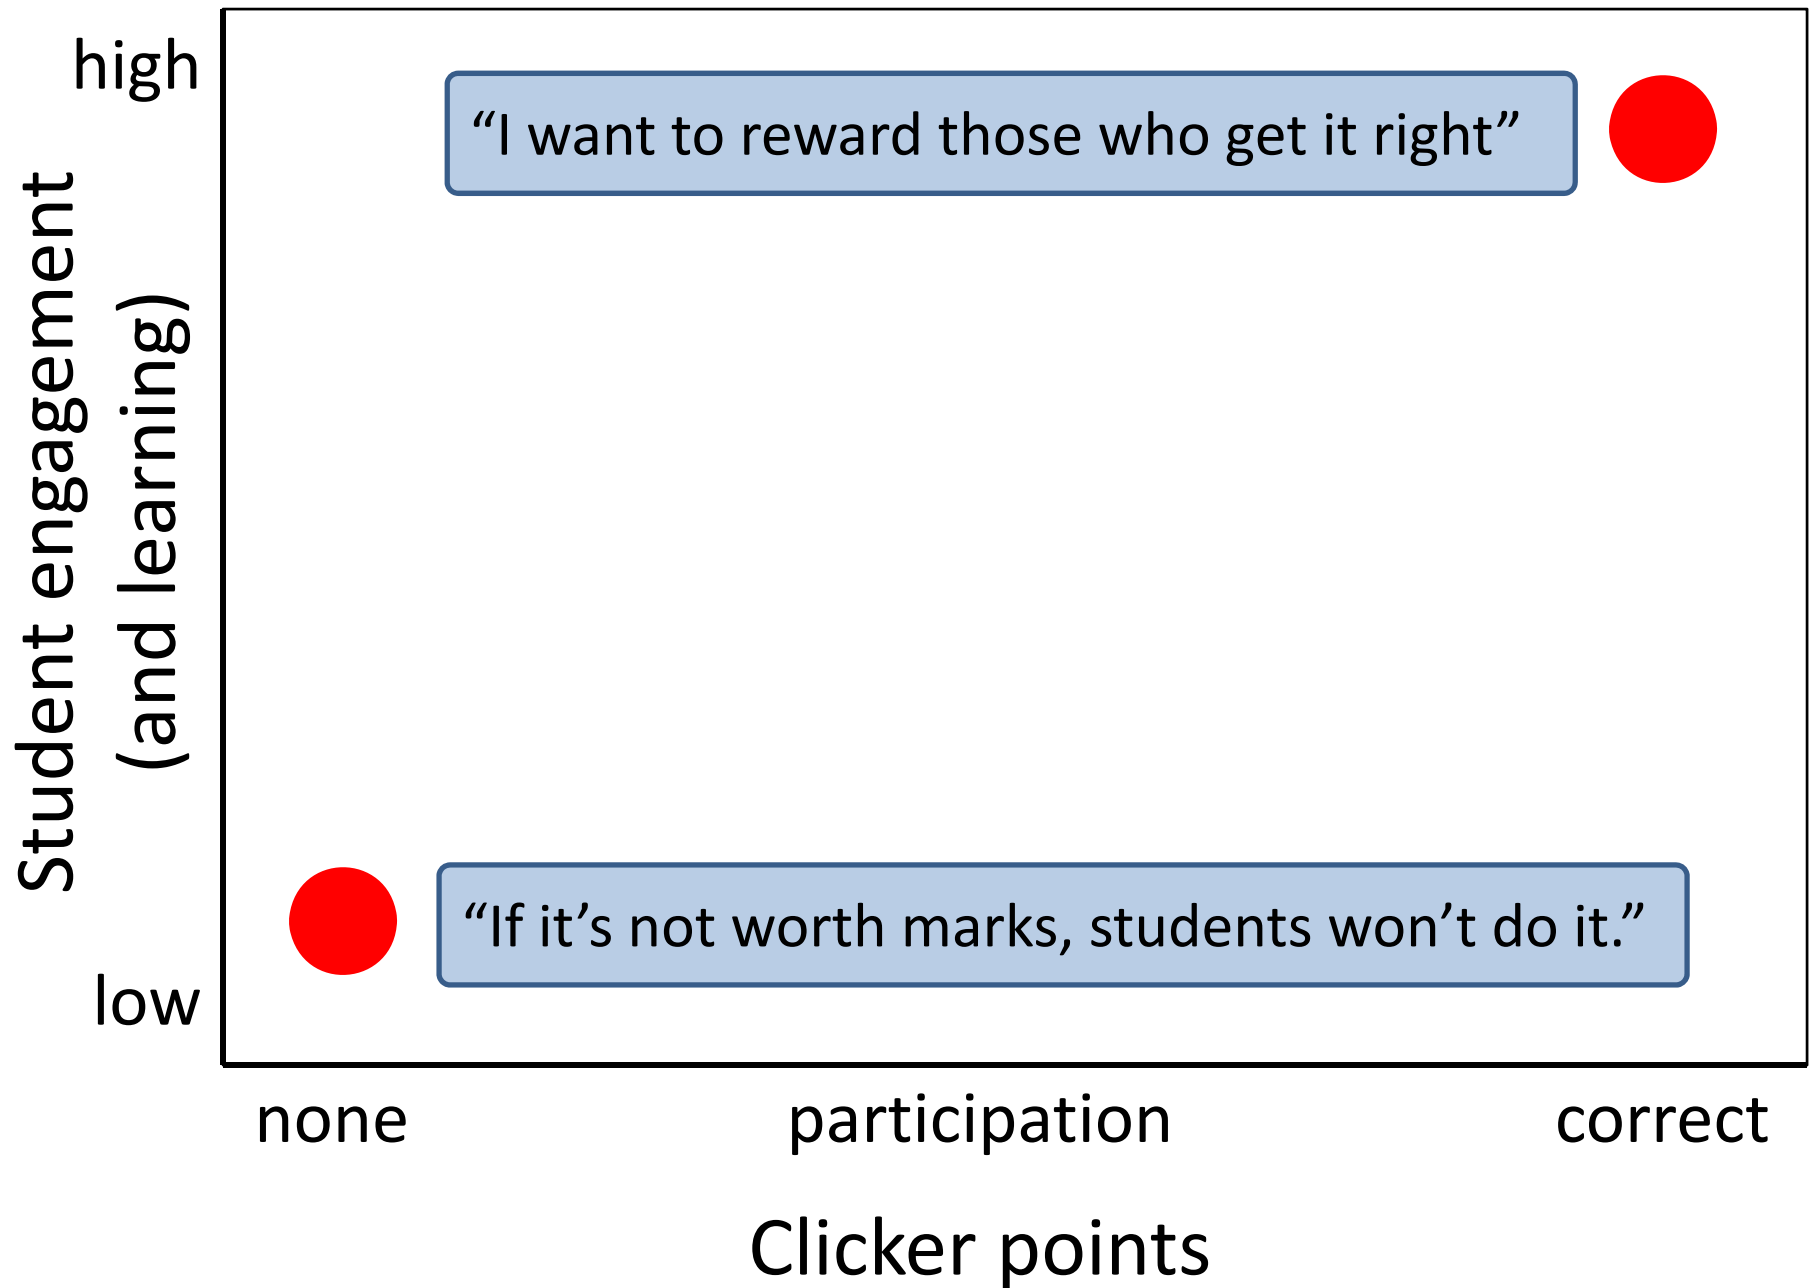 high
“I want to reward those who get it right”
Student engagement
(and learning)
“If it’s not worth marks, students won’t do it.”
low
none
participation
correct
Clicker points